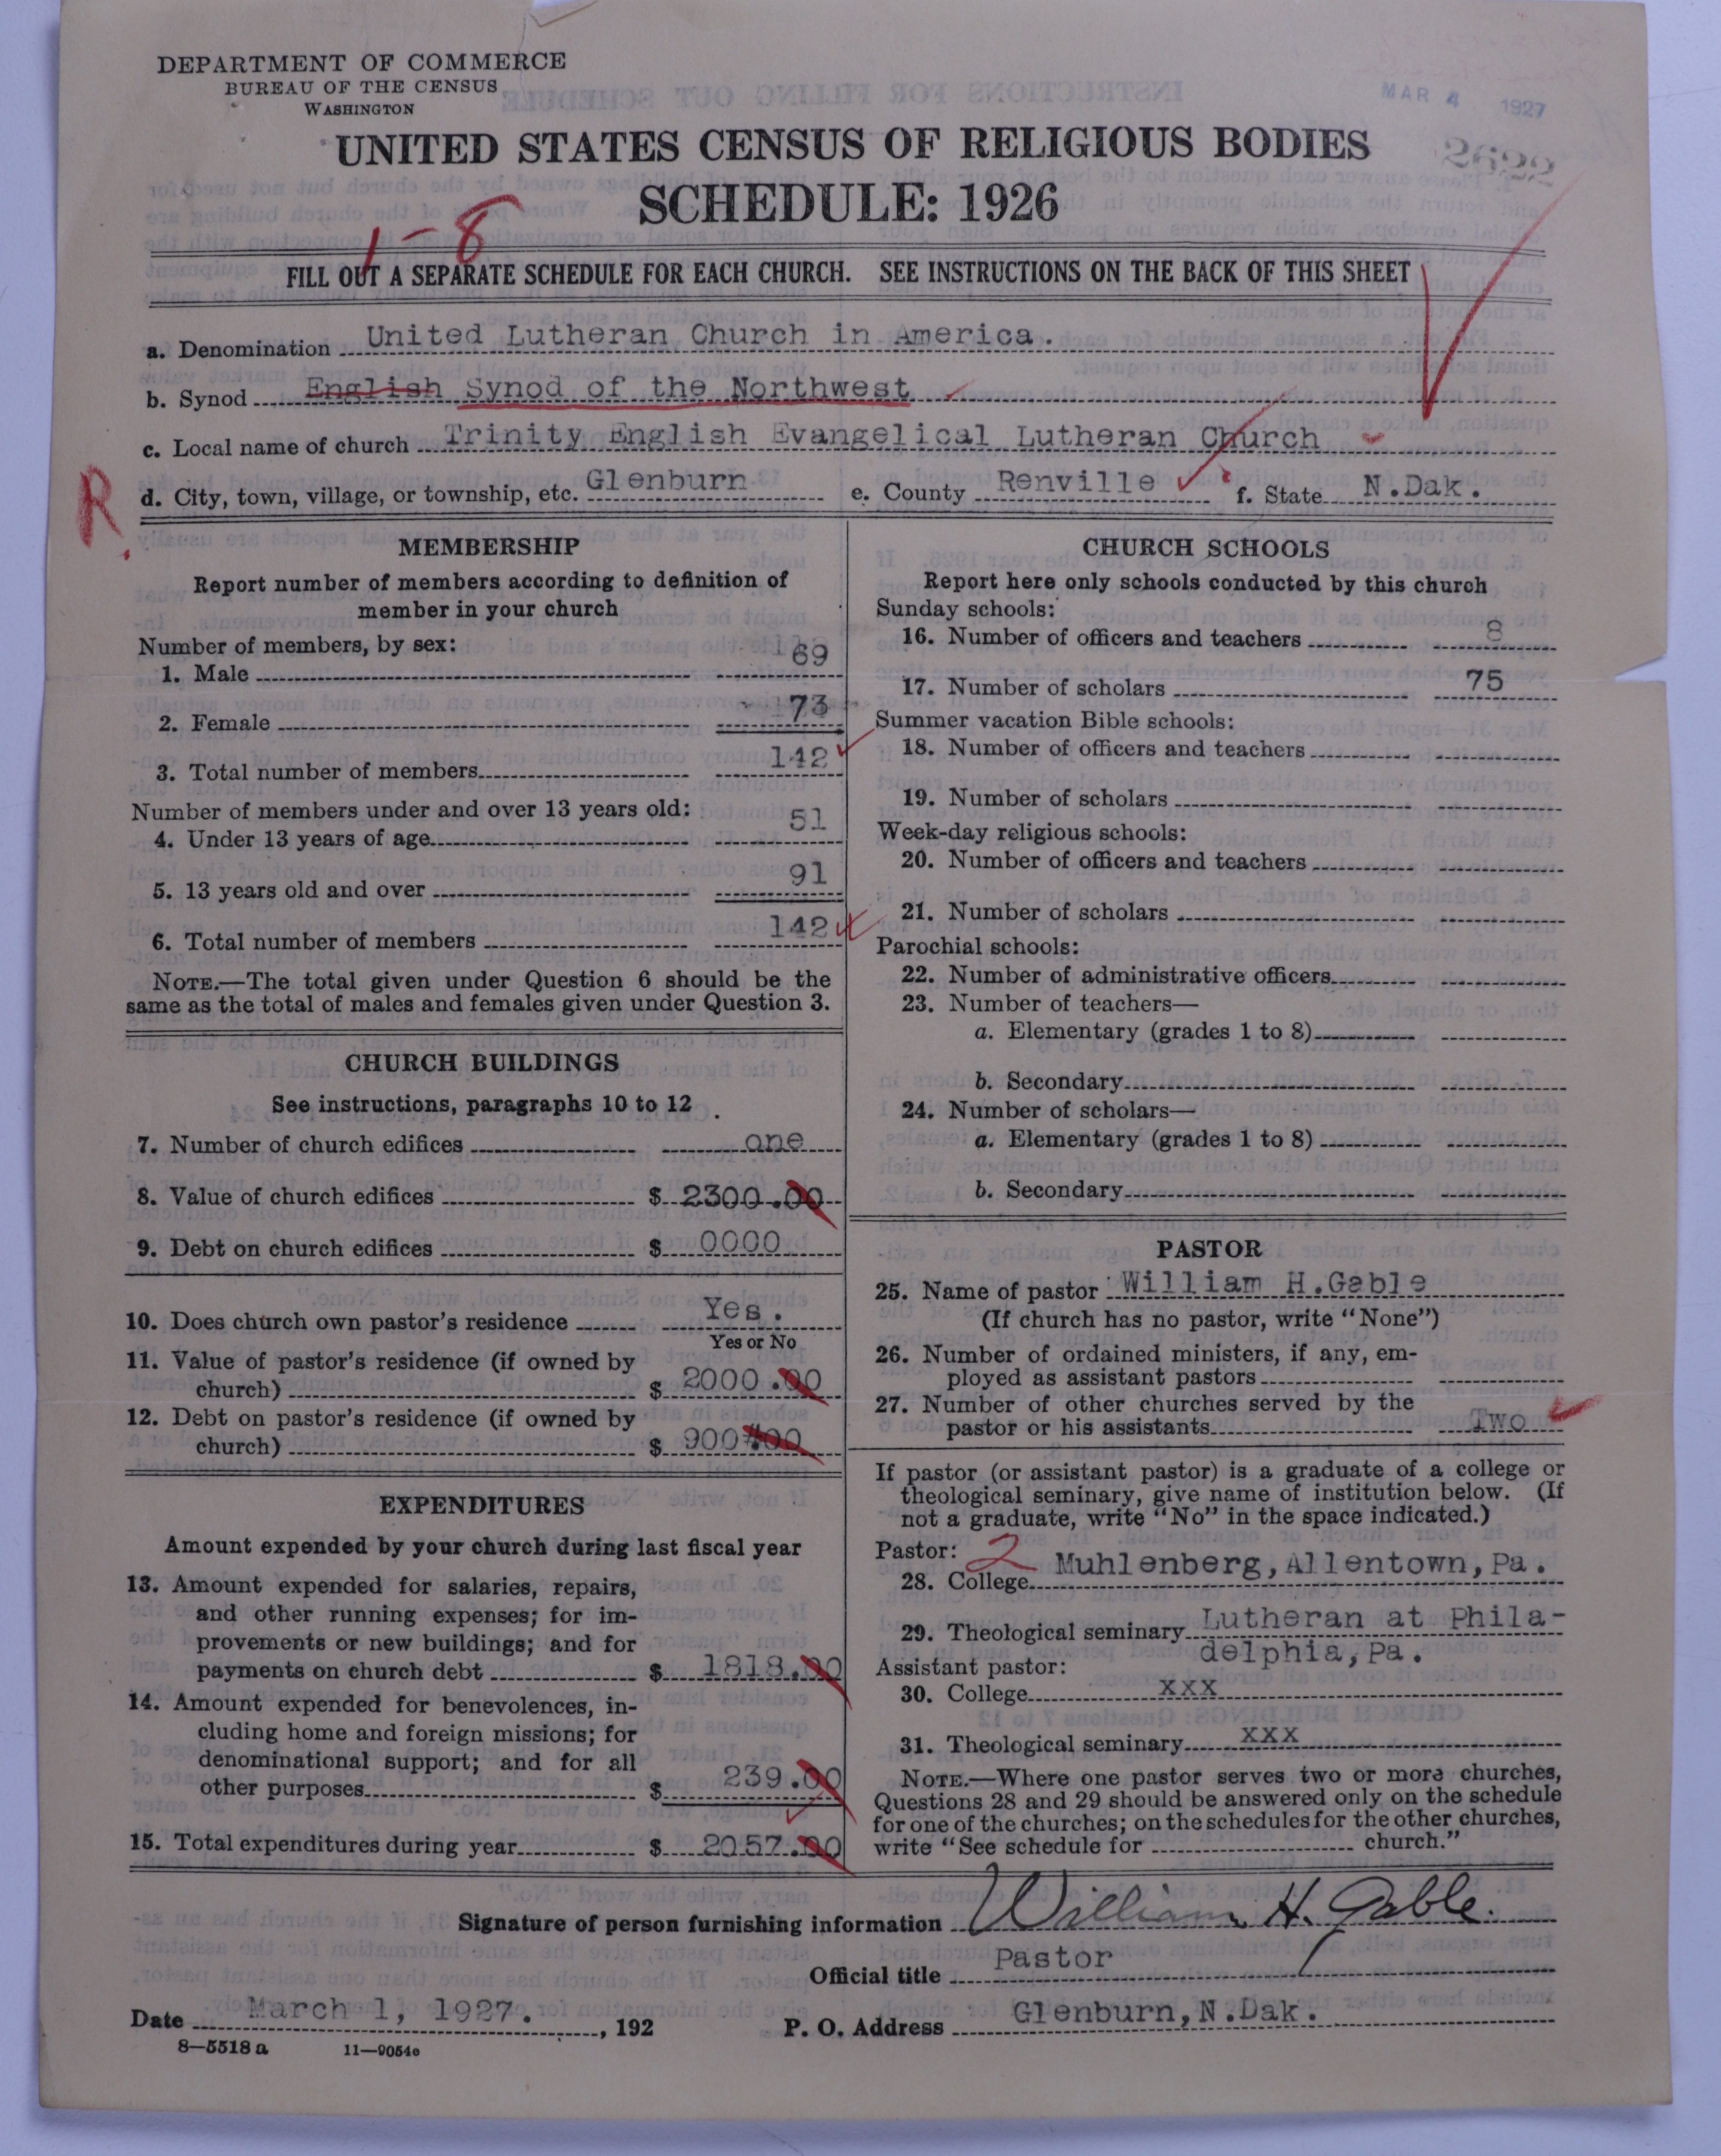 DEPARTMENT OF COMMERCE
BUREAU OF THE CENSUS
WASHINGTON
MAR 4 1927
UNITED STATES CENSUS OF RELIGIOUS BODIES
2622
SCHEDULE: 1926
1-8
FILL OUT A SEPARATE SCHEDULE FOR EACH CHURCH. SEE INSTRUCTIONS ON THE BACK OF THIS SHEET
a. Denomination United Lutheran Church in America.
b. Synod English Synod of the Northwest
c. Local name of church Trinity English Evangelical Lutheran Church
R.
d. City, town, village, or township, etc. Glenburn e. County Renville f. State N.Dak.
MEMBERSHIP
Report number of members according to definition of
member in your church
Number of members, by sex:
1. Male 69
2. Female 73
3. Total number of members 142
Number of members under and over 13 years old:
4. Under 13 years of age 51
5. 13 years old and over 91
6. Total number of members 142
NOTE.—The total given under Question 6 should be the
same as the total of males and females given under Question 3.
CHURCH BUILDINGS
See instructions, paragraphs 10 to 12
7. Number of church edifices one
8. Value of church edifices $ 2300.00
9. Debt on church edifices $ 0000
10. Does church own pastor's residence Yes.
Yes or No
11. Value of pastor's residence (if owned by
church) $ 2000.00
12. Debt on pastor's residence (if owned by
church) $ 900.00
EXPENDITURES
Amount expended by your church during last fiscal year
13. Amount expended for salaries, repairs,
and other running expenses; for im-
provements or new buildings; and for
payments on church debt $ 1818.00
14. Amount expended for benevolences, in-
cluding home and foreign missions; for
denominational support; and for all
other purposes $ 239.00
15. Total expenditures during year $ 2057.00
CHURCH SCHOOLS
Report here only schools conducted by this church
Sunday schools:
16. Number of officers and teachers 8
17. Number of scholars 75
Summer vacation Bible schools:
18. Number of officers and teachers
19. Number of scholars
Week-day religious schools:
20. Number of officers and teachers
21. Number of scholars
Parochial schools:
22. Number of administrative officers
23. Number of teachers—
a. Elementary (grades 1 to 8)
b. Secondary
24. Number of scholars—
a. Elementary (grades 1 to 8)
b. Secondary
PASTOR
25. Name of pastor William H.Gable
(If church has no pastor, write "None")
26. Number of ordained ministers, if any, em-
ployed as assistant pastors
27. Number of other churches served by the
pastor or his assistants Two
If pastor (or assistant pastor) is a graduate of a college or
theological seminary, give name of institution below. (If
not a graduate, write "No" in the space indicated.)
Pastor: 2
28. College Muhlenberg,Allentown,Pa.
29. Theological seminary Lutheran at Phila-
delphia,Pa.
Assistant pastor:
30. College xxx
31. Theological seminary xxx
NOTE.—Where one pastor serves two or more churches,
Questions 28 and 29 should be answered only on the schedule
for one of the churches; on the schedules for the other churches,
write "See schedule for church."
Signature of person furnishing information William H. Gable.
Official title Pastor
Date March 1, 1927. , 192 P. O. Address Glenburn,N.Dak.
8—5518 a 11—9054e